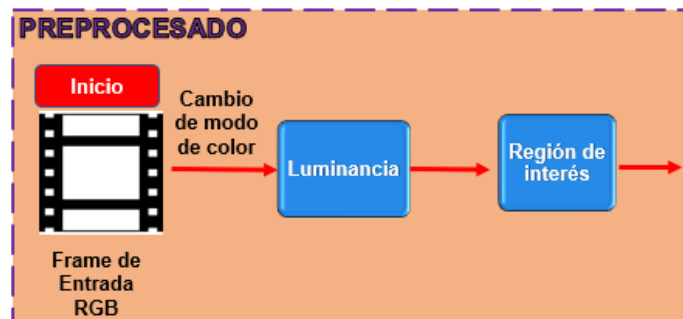 PREPROCESADO
Inicio
Cambio
de modo
de color
Luminancia
Región de
interés
Frame de
Entrada
RGB